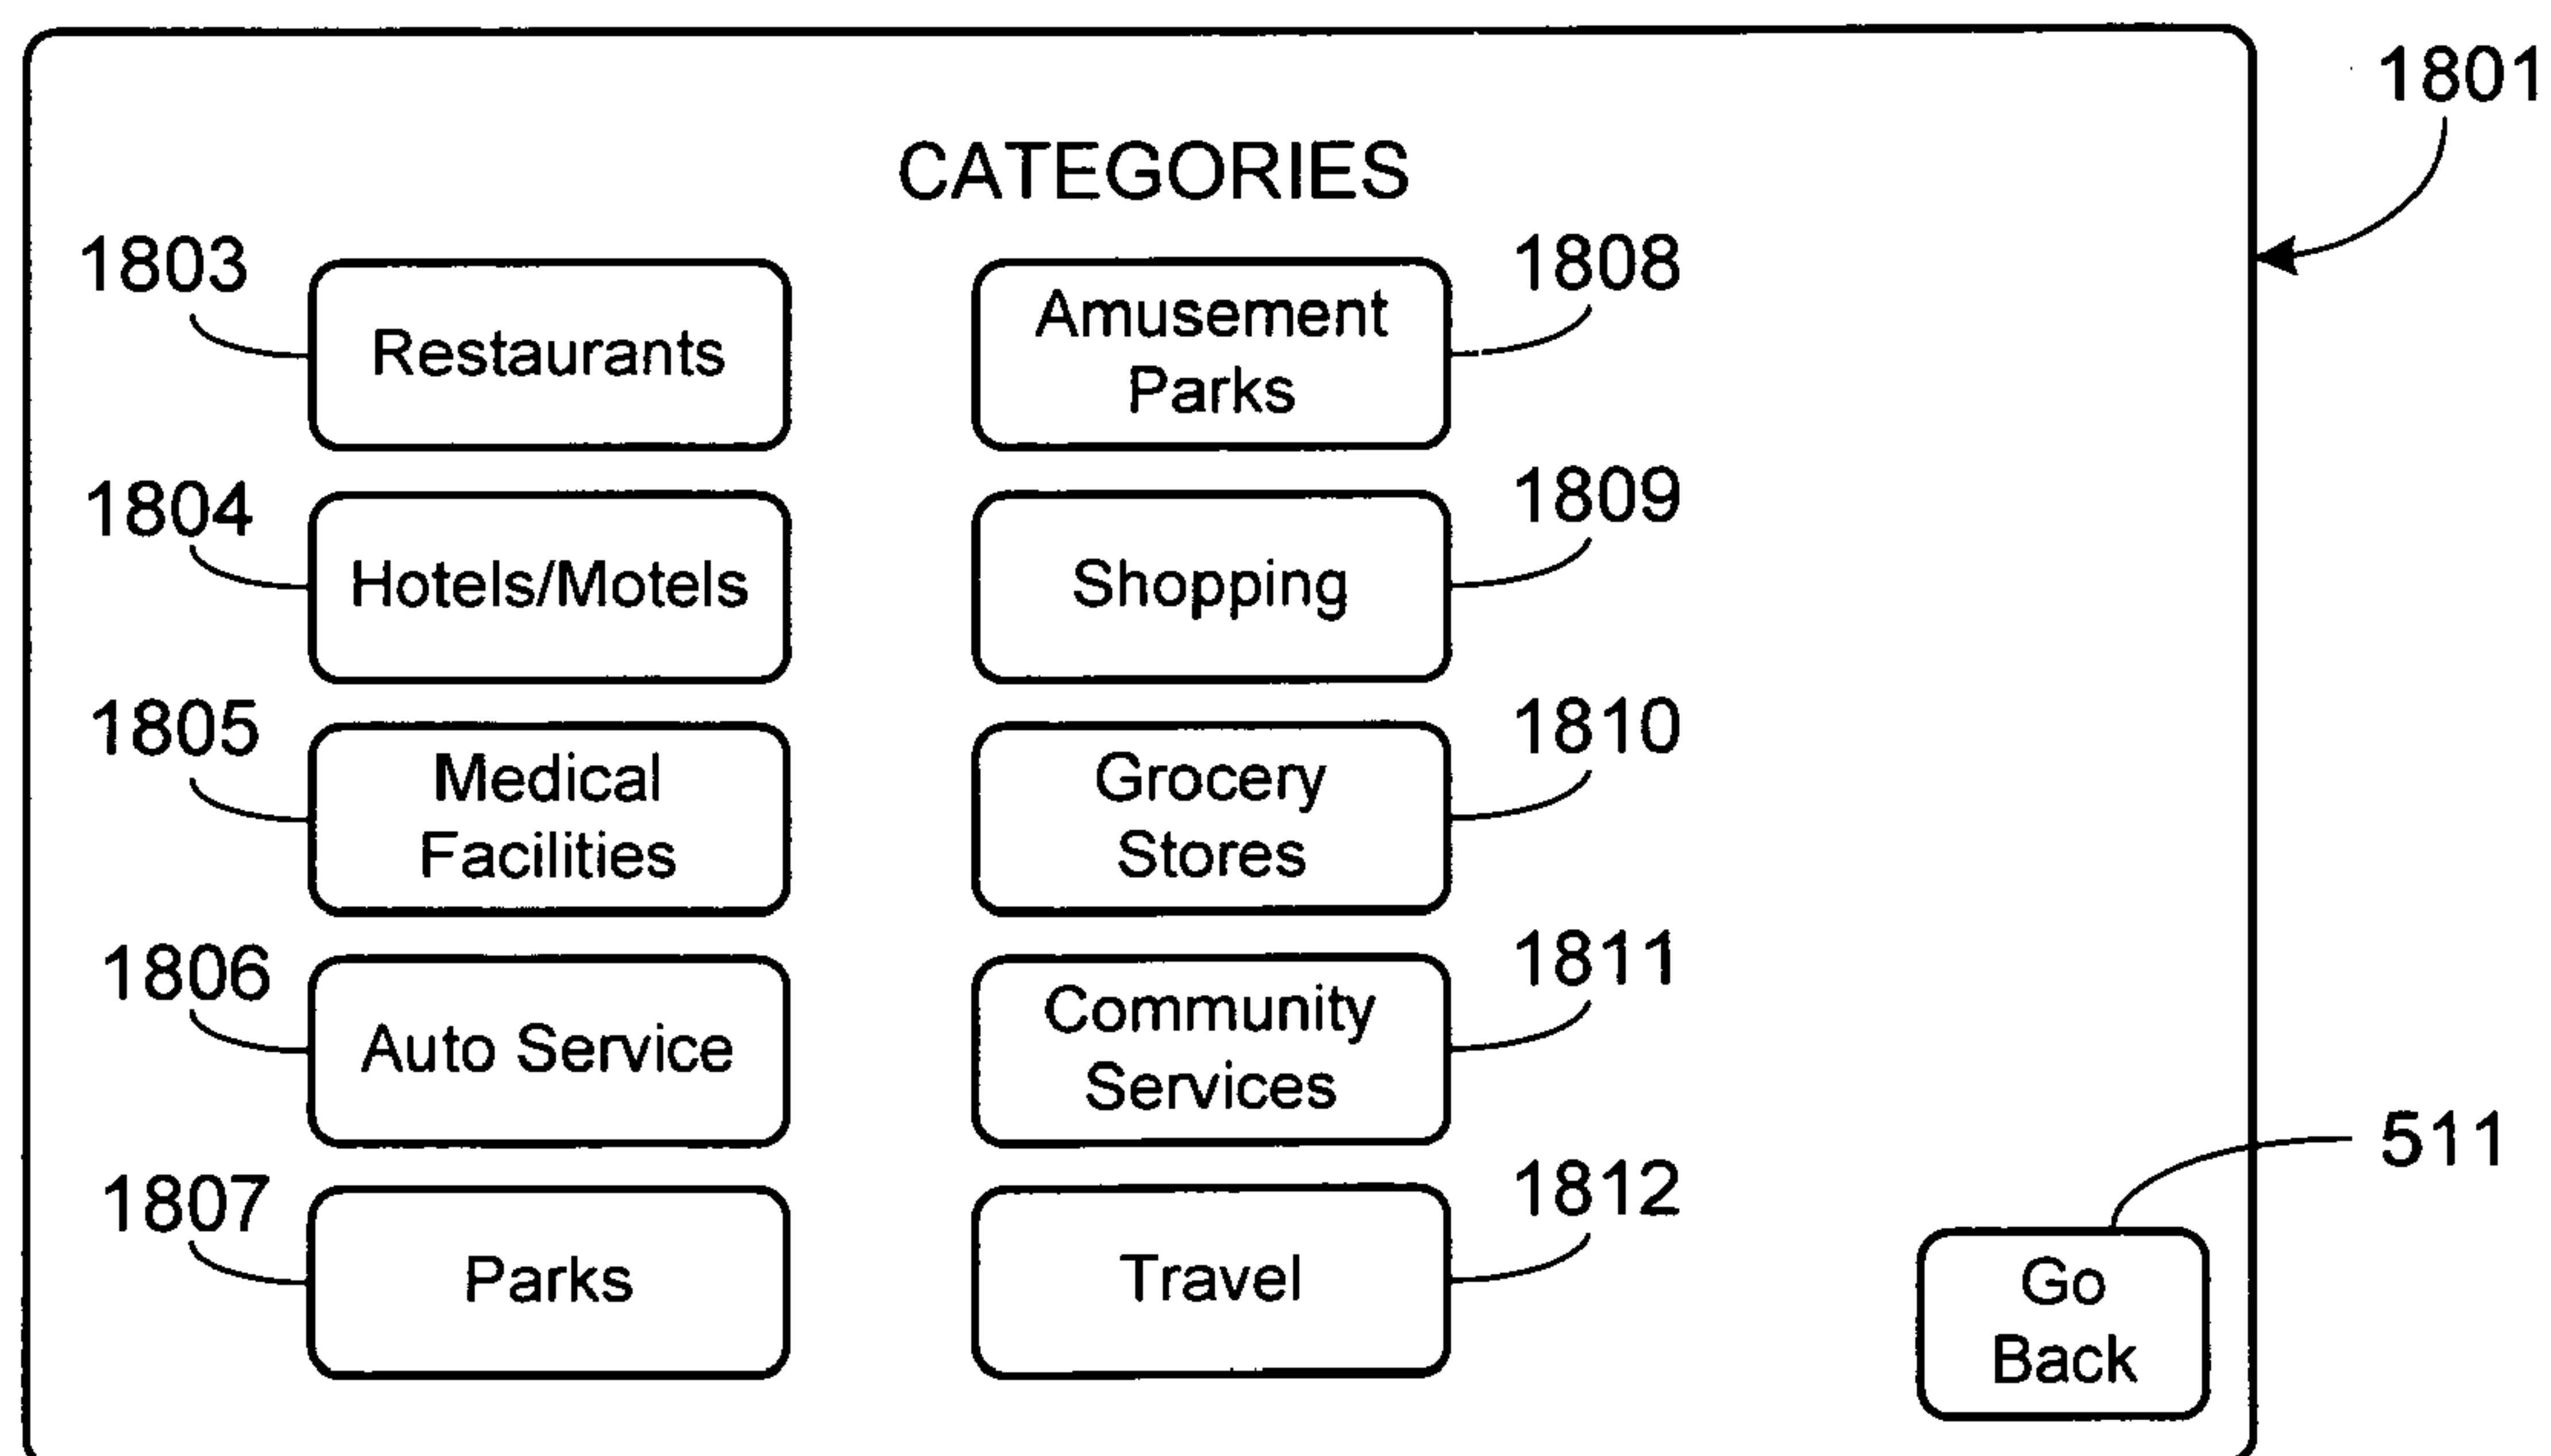 1801
CATEGORIES
1803
Restaurants
Amusement
Parks
1808
1804
Hotels/Motels
Shopping
1809
1805
Medical
Facilities
Grocery
Stores
1810
1806
Auto Service
Community
Services
1811
1807
Parks
Travel
1812
511
Go
Back